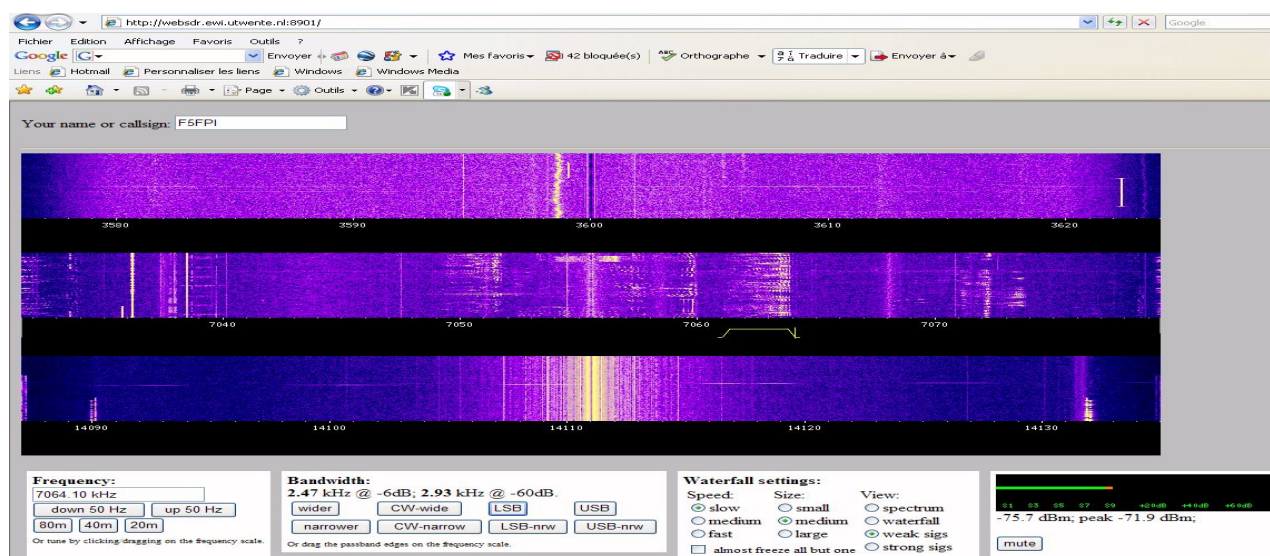 http://websdr.ewi.utwente.nl:8901/
Google
Fichier Edition Affichage Favoris Outils ?
Google G Envoyer Mes favoris 42 bloquée(s) Orthographe Traduire Envoyer à
Liens Hotmail Personnaliser les liens Windows Windows Media
Page Outils
Your name or callsign: F5FPI
3580 3590 3600 3610 3620
7040 7050 7060 7070
14090 14100 14110 14120 14130
Frequency:
7064.10 kHz
down 50 Hz up 50 Hz
80m 40m 20m
Or tune by clicking/dragging on the frequency scale.
Bandwidth:
2.47 kHz @ -6dB; 2.93 kHz @ -60dB.
wider CW-wide LSB USB
narrower CW-narrow LSB-nrw USB-nrw
Or drag the passband edges on the frequency scale.
Waterfall settings:
Speed: Size: View:
slow small spectrum
medium medium waterfall
fast large weak sigs
almost freeze all but one strong sigs
S1 S3 S5 S7 S9 +20dB +40dB +60dB
-75.7 dBm; peak -71.9 dBm;
mute